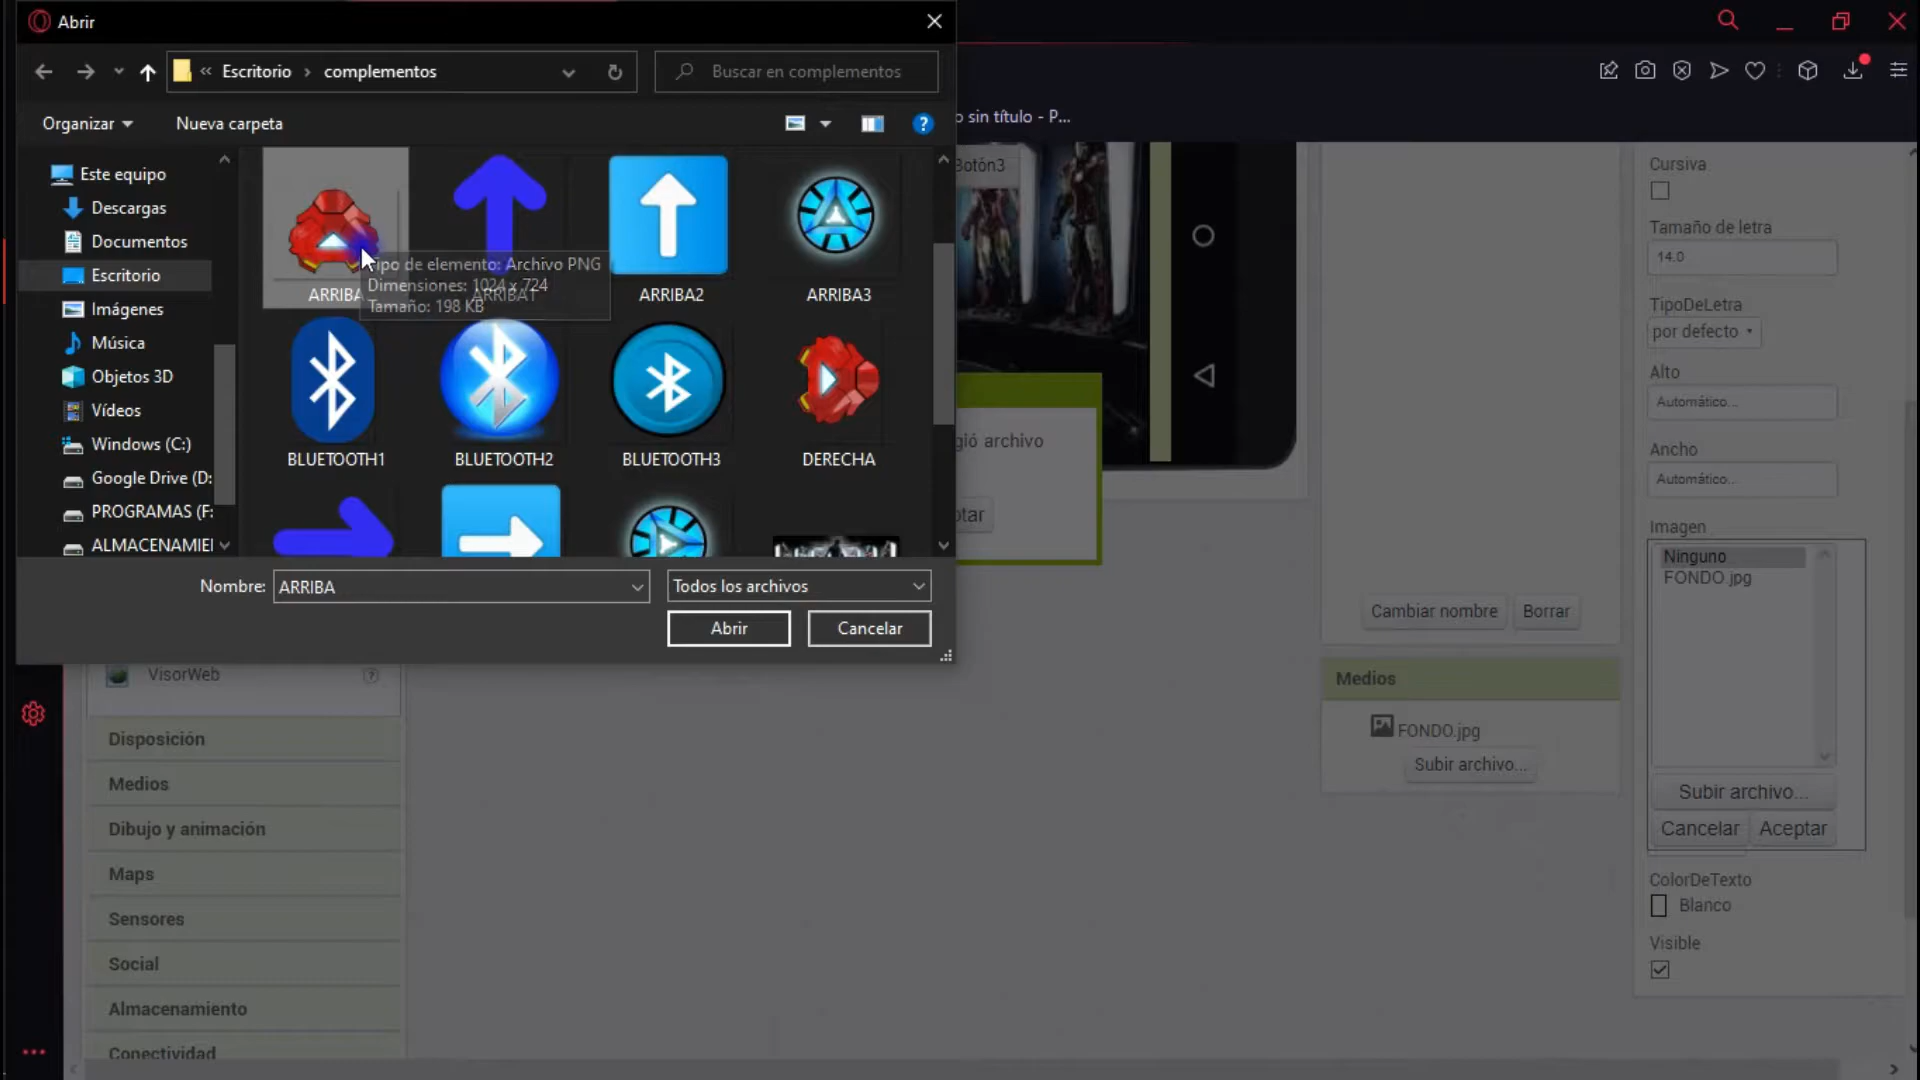 Abrir
« Escritorio › complementos
Buscar en complementos
Organizar
Nueva carpeta
?
o sin título - P...
Este equipo
Descargas
Documentos
Escritorio
Imágenes
Música
Objetos 3D
Vídeos
Windows (C:)
Google Drive (D:
PROGRAMAS (F:
ALMACENAMIE
ARRIBA
ARRIBA1
ARRIBA2
ARRIBA3
ipo de elemento: Archivo PNG
Dimensiones: 1024 x 724
Tamaño: 198 KB
BLUETOOTH1
BLUETOOTH2
BLUETOOTH3
DERECHA
Nombre:
ARRIBA
Todos los archivos
Abrir
Cancelar
Botón3
gió archivo
tar
VisorWeb
?
Disposición
Medios
Dibujo y animación
Maps
Sensores
Social
Almacenamiento
Conectividad
Cambiar nombre
Borrar
Medios
FONDO.jpg
Subir archivo...
Cursiva
Tamaño de letra
14.0
TipoDeLetra
por defecto
Alto
Automático...
Ancho
Automático...
Imagen
Ninguno
FONDO.jpg
Subir archivo...
Cancelar
Aceptar
ColorDeTexto
Blanco
Visible